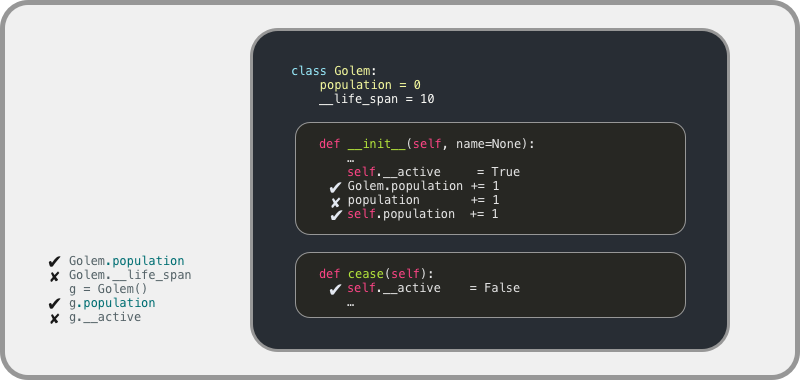 class Golem:
population = 0
__life_span = 10
def __init__(self, name=None):
…
self.__active = True
✔ Golem.population += 1
✘ population += 1
✔ self.population += 1
def cease(self):
✔ self.__active = False
…
✔ Golem.population
✘ Golem.__life_span
g = Golem()
✔ g.population
✘ g.__active